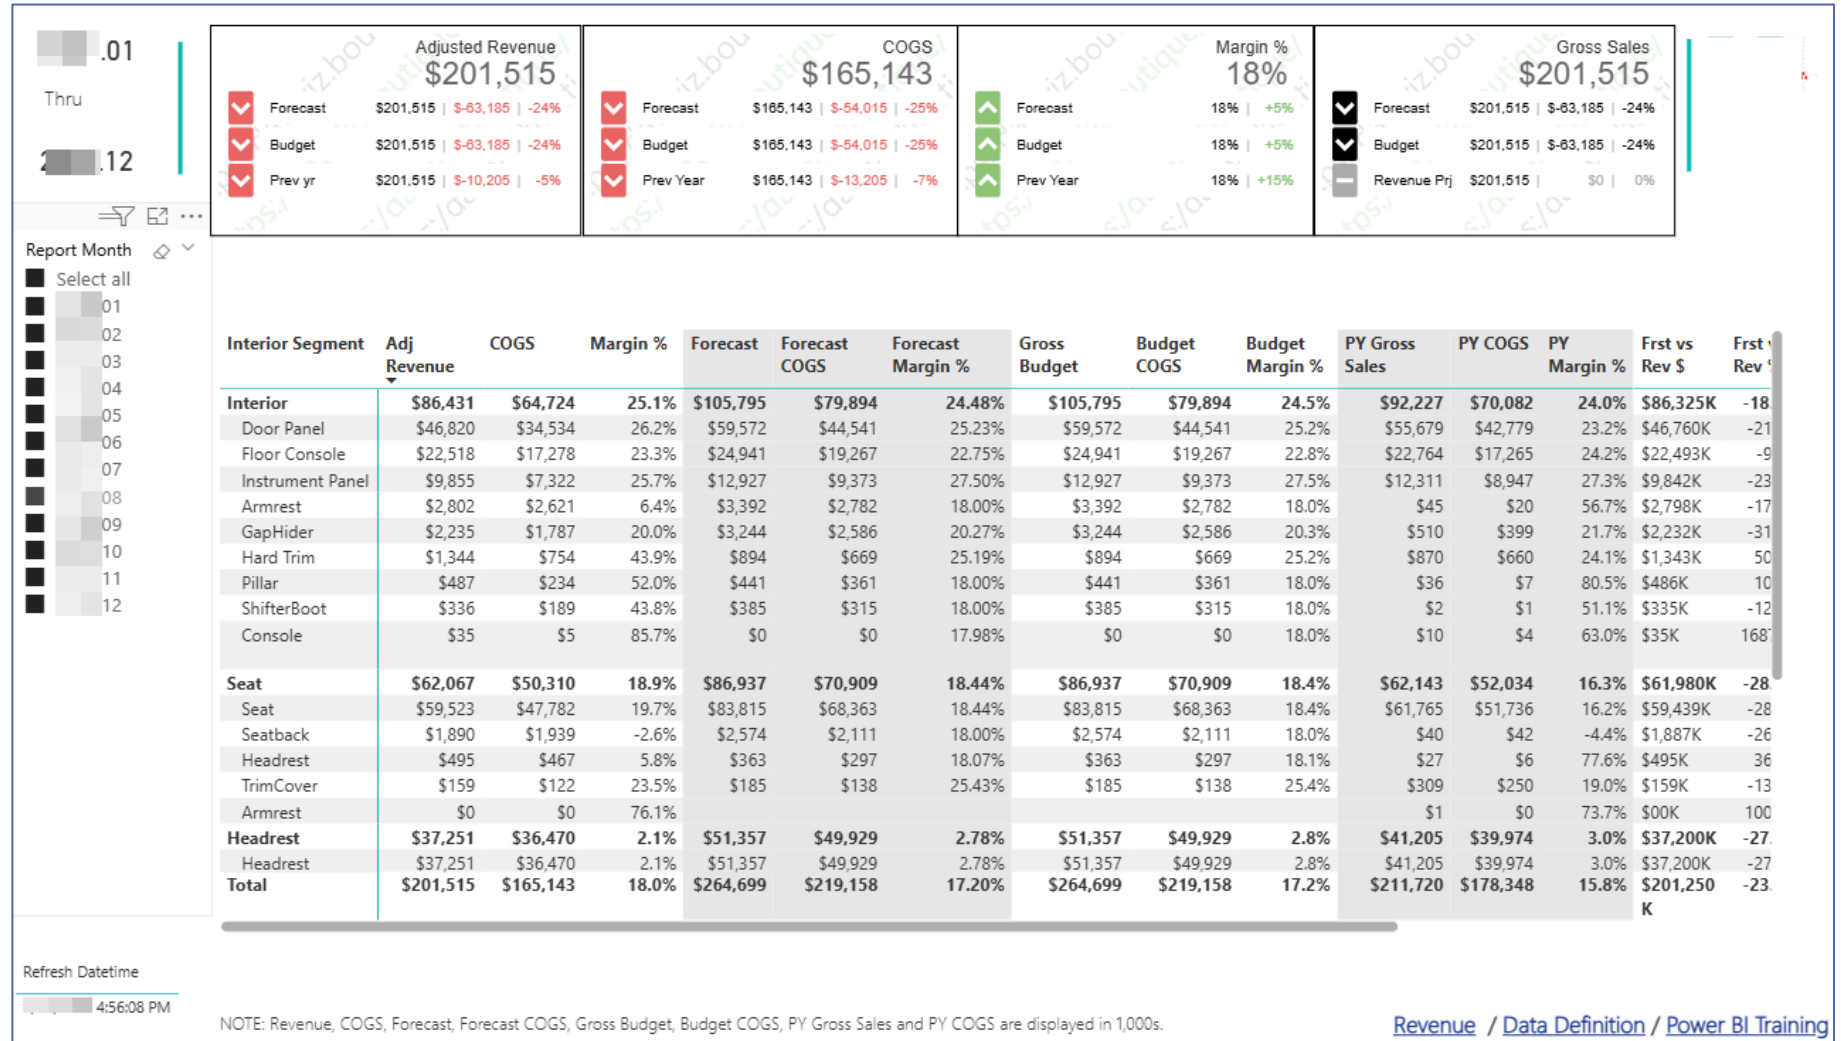 .01
Thru
2 .12
Report Month
Select all
01
02
03
04
05
06
07
08
09
10
11
12
Refresh Datetime
4:56:08 PM
Adjusted Revenue
$201,515
Forecast $201,515 | $-63,185 | -24%
Budget $201,515 | $-63,185 | -24%
Prev yr $201,515 | $-10,205 | -5%
COGS
$165,143
Forecast $165,143 | $-54,015 | -25%
Budget $165,143 | $-54,015 | -25%
Prev Year $165,143 | $-13,205 | -7%
Margin %
18%
Forecast 18% | +5%
Budget 18% | +5%
Prev Year 18% | +15%
Gross Sales
$201,515
Forecast $201,515 | $-63,185 | -24%
Budget $201,515 | $-63,185 | -24%
Revenue Prj $201,515 | $0 | 0%
Interior Segment Adj COGS Margin % Forecast Forecast Forecast Gross Budget Budget PY Gross PY COGS PY Frst vs Frst
Revenue COGS Margin % Budget COGS Margin % Sales Margin % Rev $ Rev
Interior $86,431 $64,724 25.1% $105,795 $79,894 24.48% $105,795 $79,894 24.5% $92,227 $70,082 24.0% $86,325K -18.
Door Panel $46,820 $34,534 26.2% $59,572 $44,541 25.23% $59,572 $44,541 25.2% $55,679 $42,779 23.2% $46,760K -21
Floor Console $22,518 $17,278 23.3% $24,941 $19,267 22.75% $24,941 $19,267 22.8% $22,764 $17,265 24.2% $22,493K -9
Instrument Panel $9,855 $7,322 25.7% $12,927 $9,373 27.50% $12,927 $9,373 27.5% $12,311 $8,947 27.3% $9,842K -23
Armrest $2,802 $2,621 6.4% $3,392 $2,782 18.00% $3,392 $2,782 18.0% $45 $20 56.7% $2,798K -17
GapHider $2,235 $1,787 20.0% $3,244 $2,586 20.27% $3,244 $2,586 20.3% $510 $399 21.7% $2,232K -31
Hard Trim $1,344 $754 43.9% $894 $669 25.19% $894 $669 25.2% $870 $660 24.1% $1,343K 50
Pillar $487 $234 52.0% $441 $361 18.00% $441 $361 18.0% $36 $7 80.5% $486K 10
ShifterBoot $336 $189 43.8% $385 $315 18.00% $385 $315 18.0% $2 $1 51.1% $335K -12
Console $35 $5 85.7% $0 $0 17.98% $0 $0 18.0% $10 $4 63.0% $35K 168
Seat $62,067 $50,310 18.9% $86,937 $70,909 18.44% $86,937 $70,909 18.4% $62,143 $52,034 16.3% $61,980K -28
Seat $59,523 $47,782 19.7% $83,815 $68,363 18.44% $83,815 $68,363 18.4% $61,765 $51,736 16.2% $59,439K -28
Seatback $1,890 $1,939 -2.6% $2,574 $2,111 18.00% $2,574 $2,111 18.0% $40 $42 -4.4% $1,887K -26
Headrest $495 $467 5.8% $363 $297 18.07% $363 $297 18.1% $27 $6 77.6% $495K 36
TrimCover $159 $122 23.5% $185 $138 25.43% $185 $138 25.4% $309 $250 19.0% $159K -13
Armrest $0 $0 76.1% $1 $0 73.7% $00K 100
Headrest $37,251 $36,470 2.1% $51,357 $49,929 2.78% $51,357 $49,929 2.8% $41,205 $39,974 3.0% $37,200K -27.
Headrest $37,251 $36,470 2.1% $51,357 $49,929 2.78% $51,357 $49,929 2.8% $41,205 $39,974 3.0% $37,200K -27
Total $201,515 $165,143 18.0% $264,699 $219,158 17.20% $264,699 $219,158 17.2% $211,720 $178,348 15.8% $201,250 -23.
K
NOTE: Revenue, COGS, Forecast, Forecast COGS, Gross Budget, Budget COGS, PY Gross Sales and PY COGS are displayed in 1,000s.
Revenue / Data Definition / Power BI Training